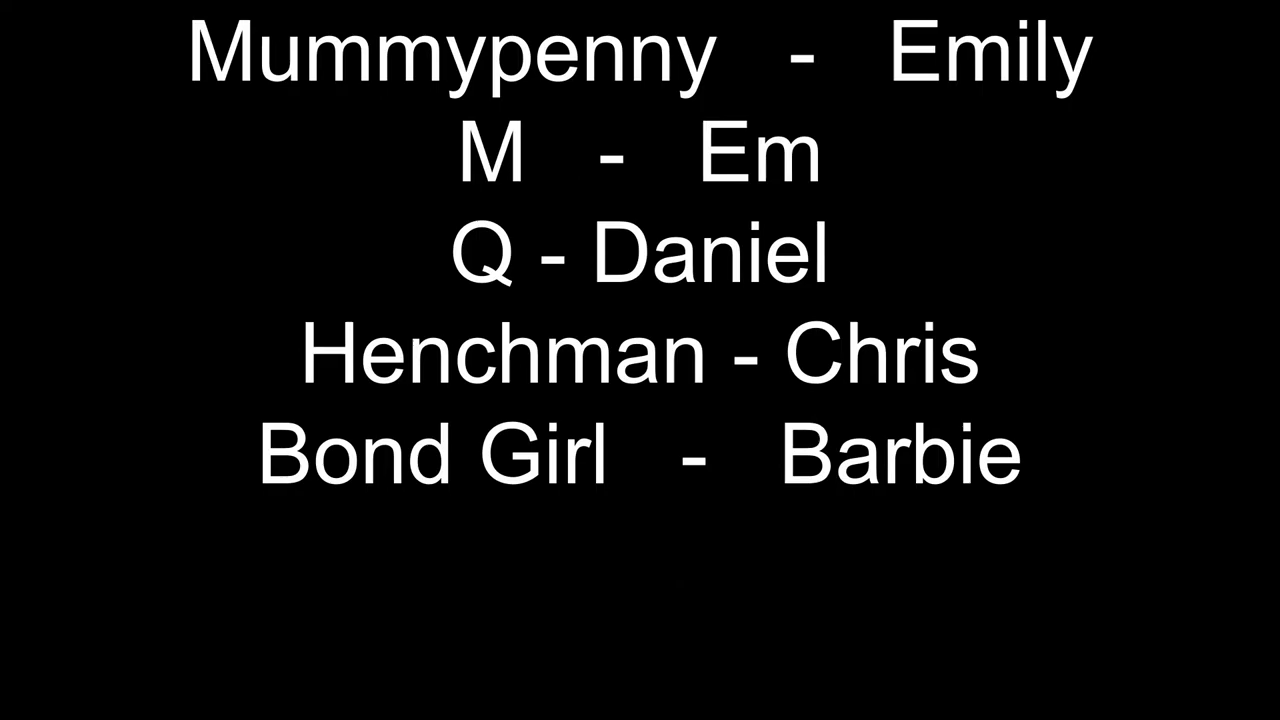 Mummypenny - Emily
M - Em
Q - Daniel
Henchman - Chris
Bond Girl - Barbie